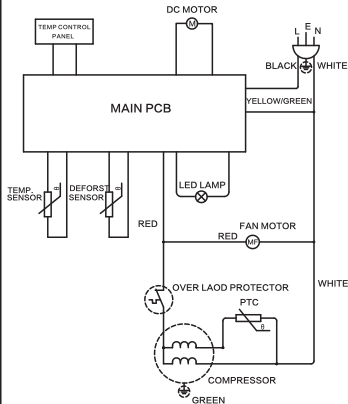 DC MOTOR
TEMP CONTROL
PANEL
M
L E N
BLACK
WHITE
MAIN PCB
YELLOW/GREEN
TEMP.
SENSOR
θ
DEFORST
SENSOR
θ
LED LAMP
RED
FAN MOTOR
RED
MF
OVER LAOD PROTECTOR
WHITE
PTC
θ
COMPRESSOR
GREEN